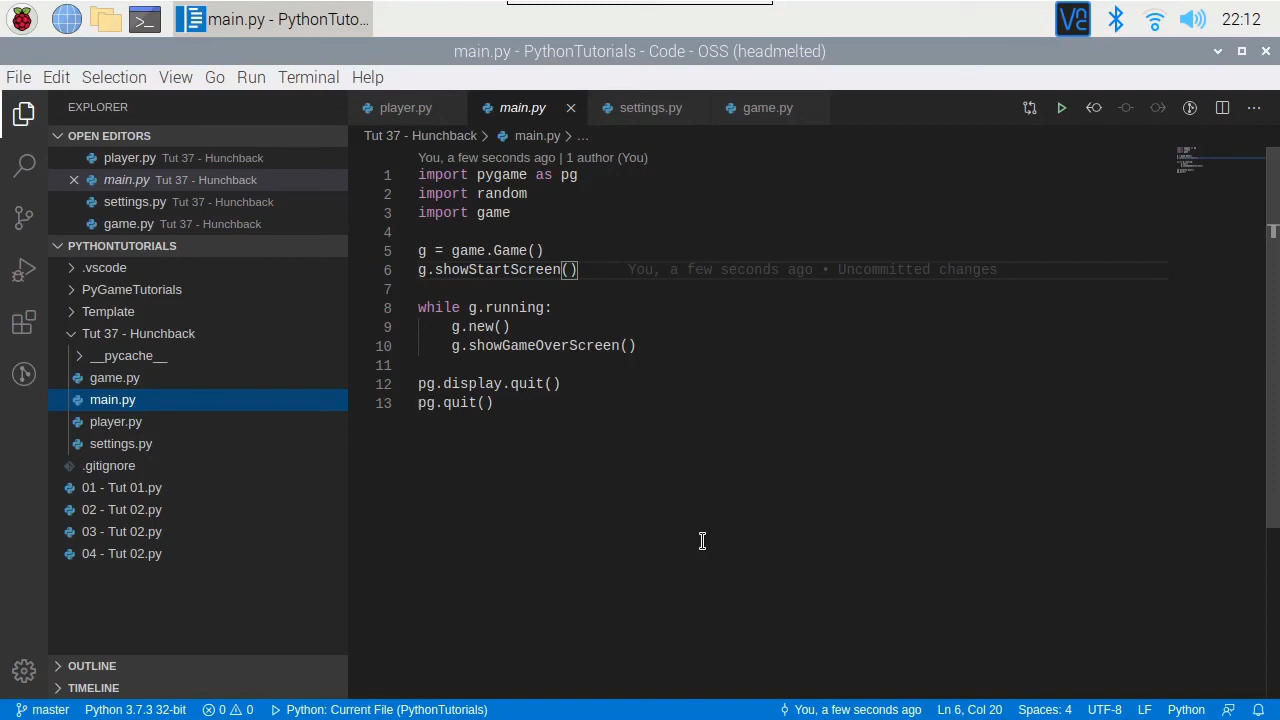 main.py - PythonTuto...
22:12
main.py - PythonTutorials - Code - OSS (headmelted)
File Edit Selection View Go Run Terminal Help
EXPLORER
player.py main.py settings.py game.py
OPEN EDITORS
Tut 37 - Hunchback main.py ...
player.py Tut 37 - Hunchback
main.py Tut 37 - Hunchback
settings.py Tut 37 - Hunchback
game.py Tut 37 - Hunchback
PYTHONTUTORIALS
.vscode
PyGameTutorials
Template
Tut 37 - Hunchback
__pycache__
game.py
main.py
player.py
settings.py
.gitignore
01 - Tut 01.py
02 - Tut 02.py
03 - Tut 02.py
04 - Tut 02.py
OUTLINE
TIMELINE
You, a few seconds ago | 1 author (You)
1 import pygame as pg
2 import random
3 import game
4
5 g = game.Game()
6 g.showStartScreen() You, a few seconds ago • Uncommitted changes
7
8 while g.running:
9 g.new()
10 g.showGameOverScreen()
11
12 pg.display.quit()
13 pg.quit()
master Python 3.7.3 32-bit 0 0 Python: Current File (PythonTutorials) You, a few seconds ago Ln 6, Col 20 Spaces: 4 UTF-8 LF Python